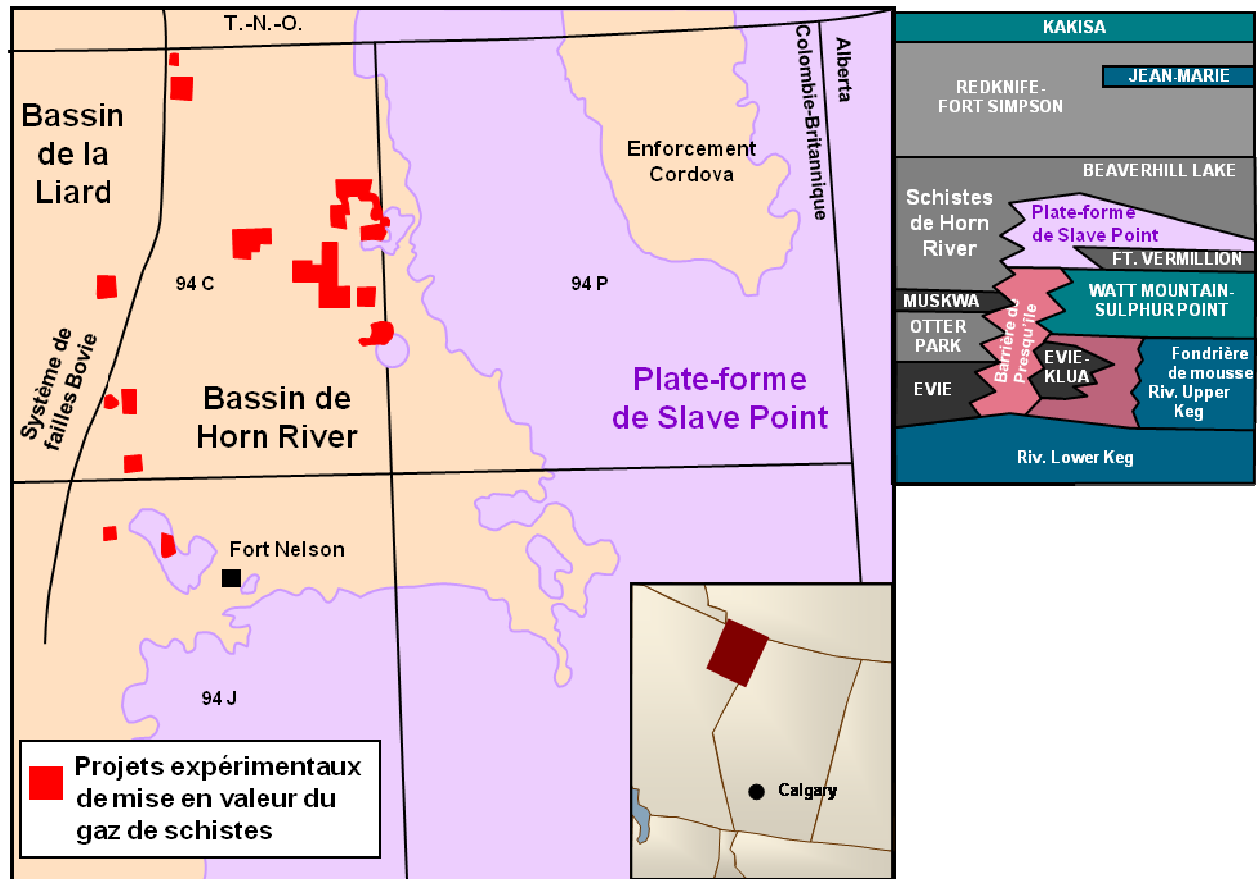 T.-N.-O.
Colombie-Britannique
Alberta
Bassin
de la
Liard
Enforcement
Cordova
94 C
94 P
Système de
failles Bovie
Bassin de
Horn River
Plate-forme
de Slave Point
Fort Nelson
94 J
Projets expérimentaux
de mise en valeur du
gaz de schistes
Calgary
KAKISA
JEAN-MARIE
REDKNIFE-
FORT SIMPSON
BEAVERHILL LAKE
Schistes
de Horn
River
Plate-forme
de Slave Point
FT. VERMILLION
MUSKWA
WATT MOUNTAIN-
SULPHUR POINT
OTTER
PARK
Barrière de
Presqu'île
EVIE-
KLUA
Fondrière
de mousse
Riv. Upper
Keg
EVIE
Riv. Lower Keg